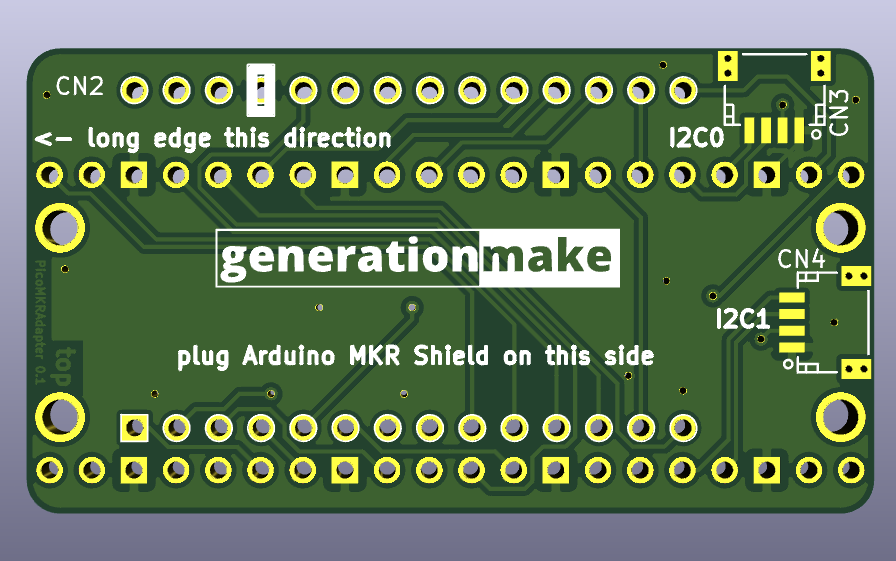 CN2
CN3
<- long edge this direction
I2C0
generationmake
CN4
PicoMKRAdapter 0.1
I2C1
top
plug Arduino MKR Shield on this side